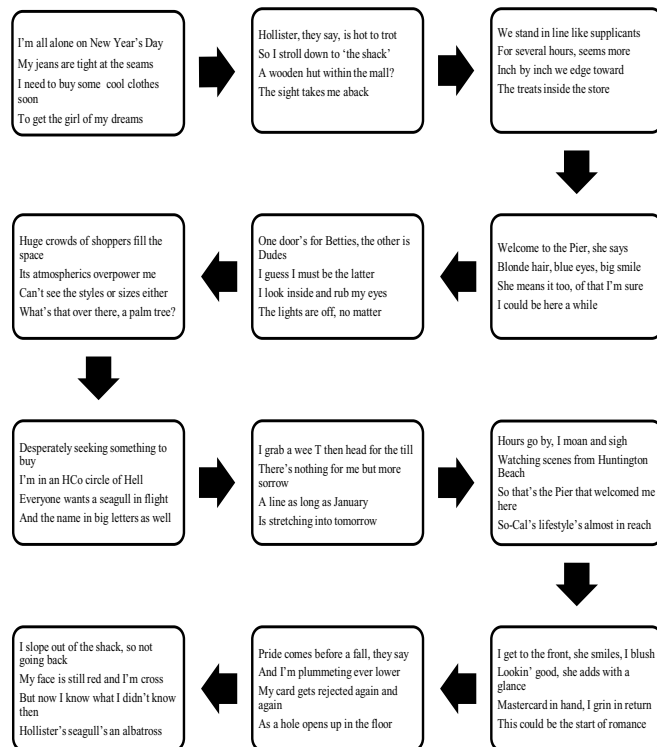 I'm all alone on New Year's Day
My jeans are tight at the seams
I need to buy some cool clothes
soon
To get the girl of my dreams
Hollister, they say, is hot to trot
So I stroll down to 'the shack'
A wooden hut within the mall?
The sight takes me aback
We stand in line like supplicants
For several hours, seems more
Inch by inch we edge toward
The treats inside the store
Welcome to the Pier, she says
Blonde hair, blue eyes, big smile
She means it too, of that I'm sure
I could be here a while
One door's for Betties, the other is
Dudes
I guess I must be the latter
I look inside and rub my eyes
The lights are off, no matter
Huge crowds of shoppers fill the
space
Its atmospherics overpower me
Can't see the styles or sizes either
What's that over there, a palm tree?
Desperately seeking something to
buy
I'm in an HCo circle of Hell
Everyone wants a seagull in flight
And the name in big letters as well
I grab a wee T then head for the till
There's nothing for me but more
sorrow
A line as long as January
Is stretching into tomorrow
Hours go by, I moan and sigh
Watching scenes from Huntington
Beach
So that's the Pier that welcomed me
here
So-Cal's lifestyle's almost in reach
I get to the front, she smiles, I blush
Lookin' good, she adds with a
glance
Mastercard in hand, I grin in return
This could be the start of romance
Pride comes before a fall, they say
And I'm plummeting ever lower
My card gets rejected again and
again
As a hole opens up in the floor
I slope out of the shack, so not
going back
My face is still red and I'm cross
But now I know what I didn't know
then
Hollister's seagull's an albatross